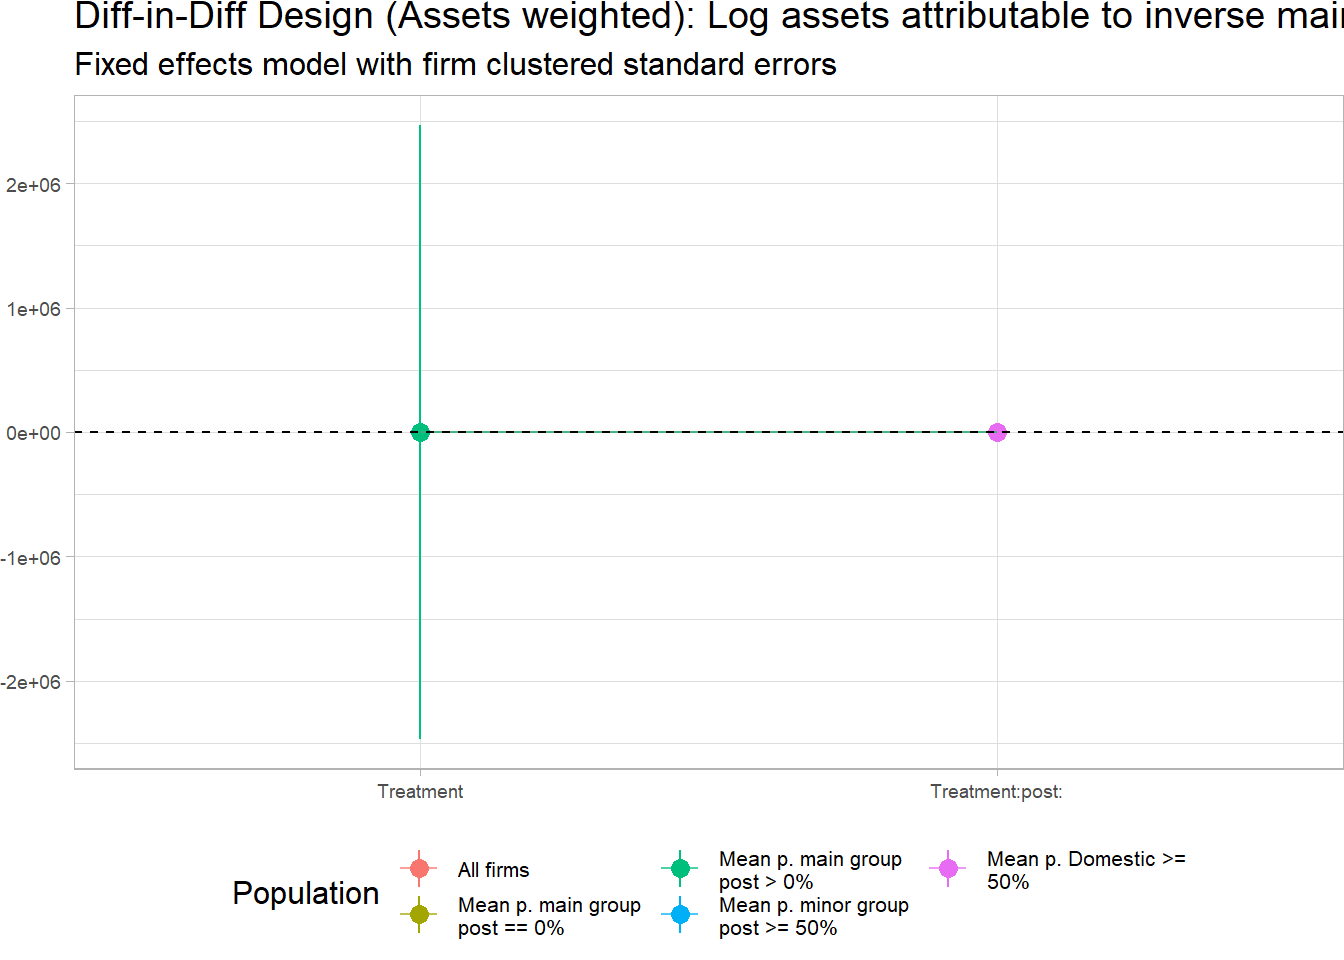 Diff-in-Diff Design (Assets weighted): Log assets attributable to inverse mai
Fixed effects model with firm clustered standard errors
2e+06
1e+06
0e+00
-1e+06
-2e+06
Treatment
Treatment:post:
Population
All firms
Mean p. main group
post == 0%
Mean p. main group
post > 0%
Mean p. minor group
post >= 50%
Mean p. Domestic >=
50%